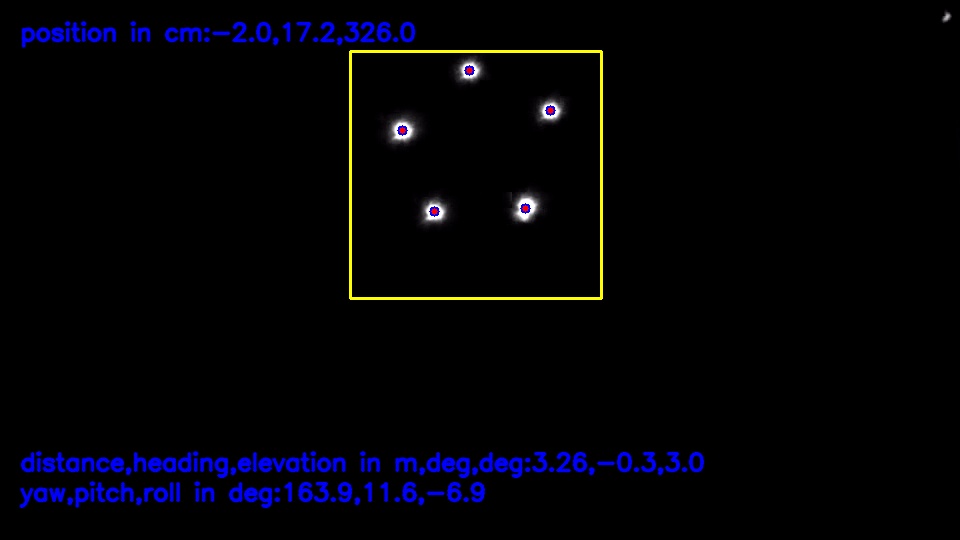 position in cm:-2.0,17.2,326.0
distance,heading,elevation in m,deg,deg:3.26,-0.3,3.0
yaw,pitch,roll in deg:163.9,11.6,-6.9